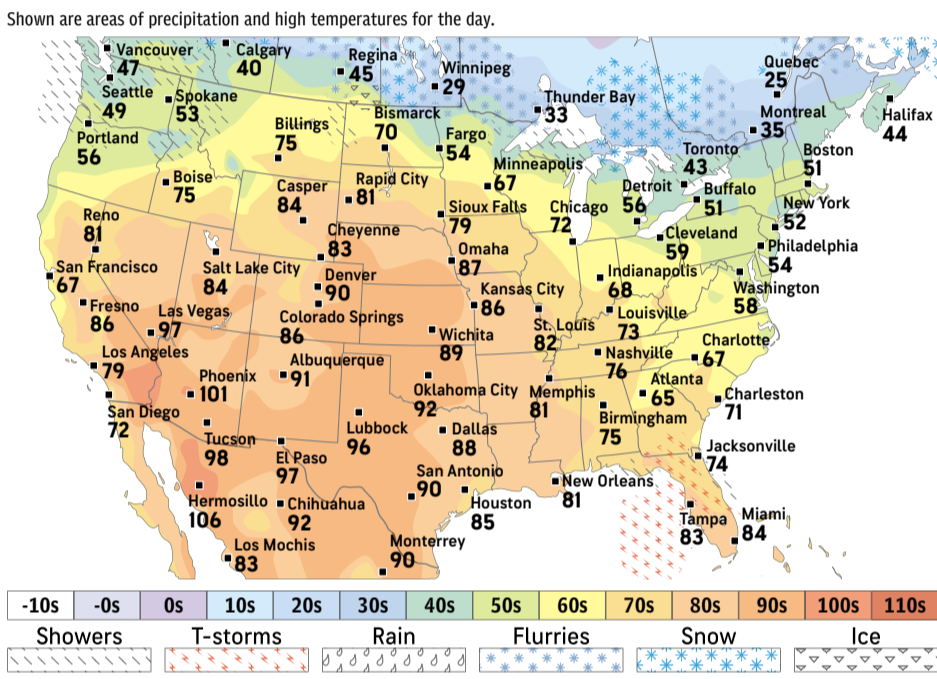 Shown are areas of precipitation and high temperatures for the day.
Vancouver
47
Calgary
40
Regina
45
Winnipeg
29
Quebec
25
Seattle
49
Spokane
53
Thunder Bay
33
Montreal
35
Halifax
44
Portland
56
Billings
75
Bismarck
70
Fargo
54
Toronto
43
Boston
51
Minneapolis
67
Boise
75
Casper
84
Rapid City
81
Detroit
56
Buffalo
51
New York
52
Reno
81
Sioux Falls
79
Chicago
72
Cheyenne
83
Cleveland
59
Philadelphia
54
Omaha
87
San Francisco
67
Salt Lake City
84
Denver
90
Indianapolis
68
Washington
58
Kansas City
86
Fresno
86
Las Vegas
97
Colorado Springs
86
St. Louis
82
Louisville
73
Wichita
89
Charlotte
67
Los Angeles
79
Albuquerque
91
Nashville
76
Phoenix
101
Oklahoma City
92
Memphis
81
Atlanta
65
Charleston
71
San Diego
72
Birmingham
75
Tucson
98
Lubbock
96
Dallas
88
Jacksonville
74
El Paso
97
San Antonio
90
New Orleans
81
Hermosillo
106
Chihuahua
92
Houston
85
Tampa
83
Miami
84
Los Mochis
83
Monterrey
90
-10s -0s 0s 10s 20s 30s 40s 50s 60s 70s 80s 90s 100s 110s
Showers T-storms Rain Flurries Snow Ice